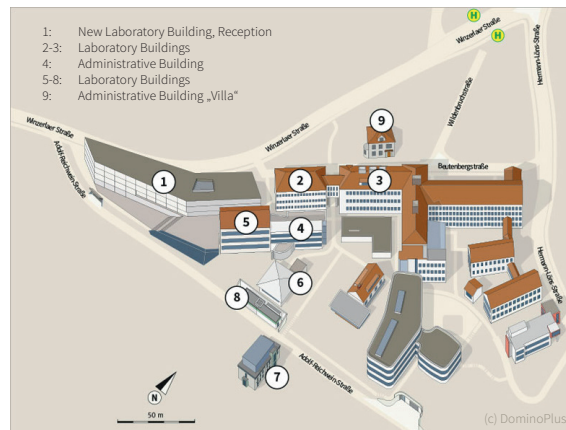 1: New Laboratory Building, Reception
2-3: Laboratory Buildings
4: Administrative Building
5-8: Laboratory Buildings
9: Administrative Building „Villa“
H
H
Winzerlaer Straße
Hermann-Löns-Straße
Wildenbruchstraße
Winzerlaer Straße
Winzerlaer Straße
Adolf-Reichwein-Straße
9
Beutenbergstraße
1
2
3
5
4
6
8
7
Hermann-Löns-Straße
Adolf-Reichwein-Straße
N
50 m
(c) DominoPlus